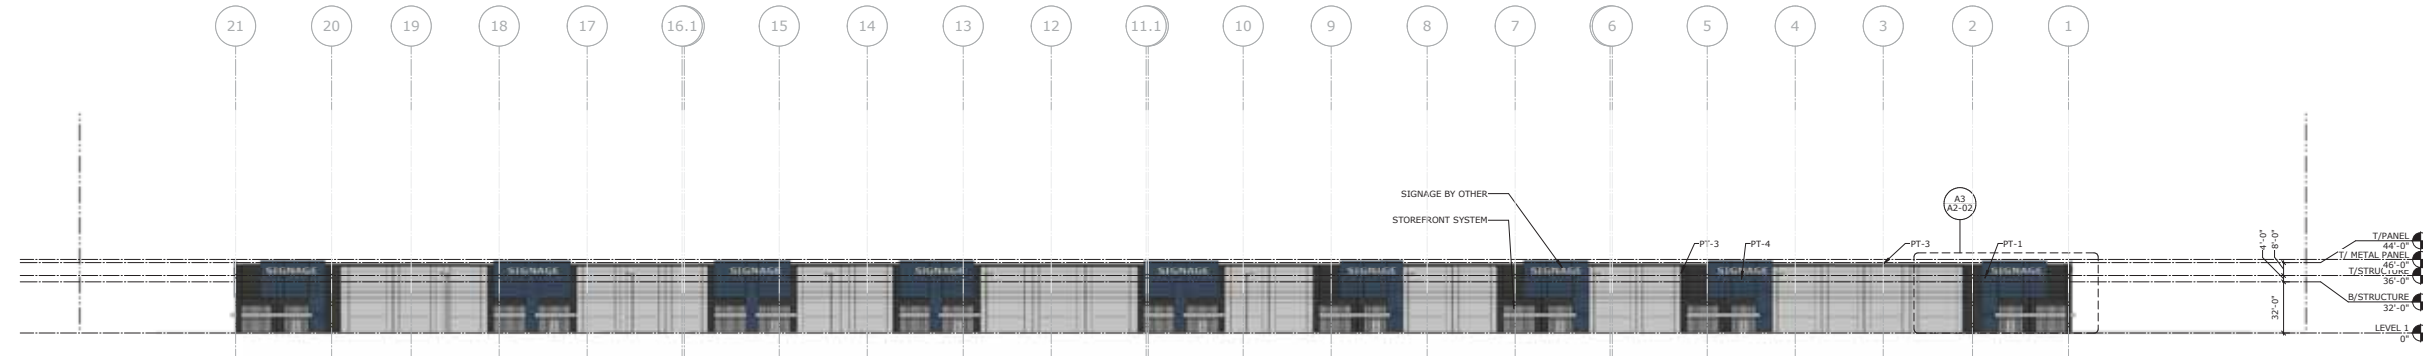 21 20 19 18 17 16.1 15 14 13 12 11.1 10 9 8 7 6 5 4 3 2 1
SIGNAGE BY OTHER
STOREFRONT SYSTEM
A3
A2-02
PT-3 PT-4 PT-3 PT-1
4'-0" 8'-0"
32'-0"
T/PANEL
44'-0"
T/ METAL PANEL
46'-0"
T/STRUCTURE
36'-0"
B/STRUCTURE
32'-0"
LEVEL 1
0"
SIGNAGE SIGNAGE SIGNAGE SIGNAGE SIGNAGE SIGNAGE SIGNAGE SIGNAGE SIGNAGE